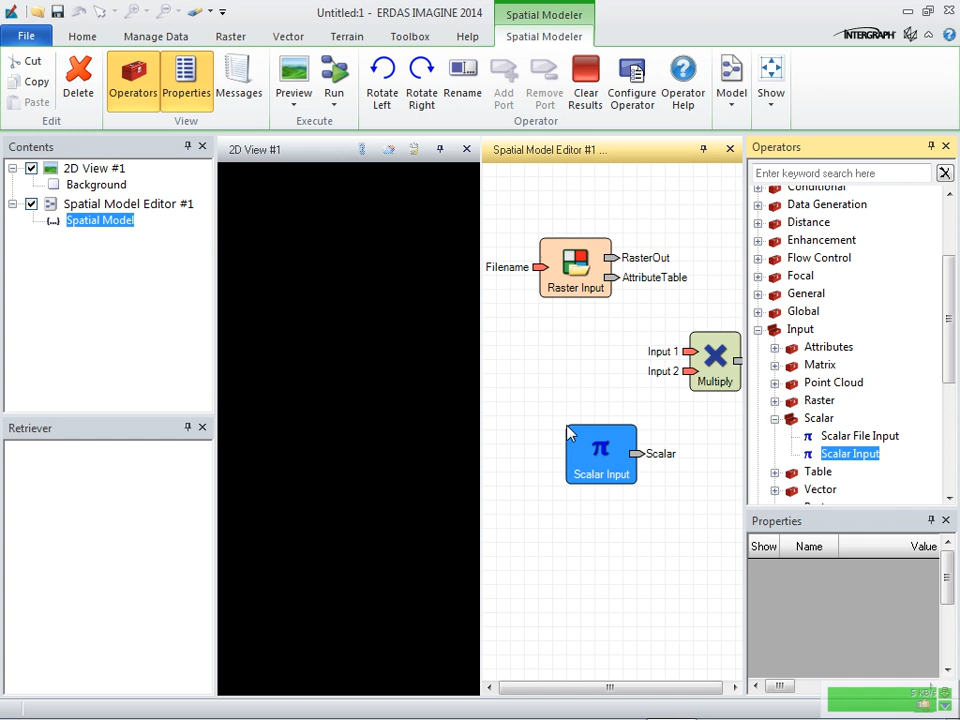 Untitled:1 - ERDAS IMAGINE 2014
Spatial Modeler
File
Home
Manage Data
Raster
Vector
Terrain
Toolbox
Help
Spatial Modeler
INTERGRAPH
Cut
Copy
Paste
Delete
Operators
Properties
Messages
Preview
Run
Rotate Left
Rotate Right
Rename
Add Port
Remove Port
Clear Results
Configure Operator
Operator Help
Model
Show
Edit
View
Execute
Operator
Contents
2D View #1
Background
Spatial Model Editor #1
{...} Spatial Model
Retriever
2D View #1
Spatial Model Editor #1 ...
Filename
Raster Input
RasterOut
AttributeTable
Input 1
Input 2
Multiply
π
Scalar Input
Scalar
Operators
Enter keyword search here
Conditional
Data Generation
Distance
Enhancement
Flow Control
Focal
General
Global
Input
Attributes
Matrix
Point Cloud
Raster
Scalar
π Scalar File Input
π Scalar Input
Table
Vector
Properties
Show
Name
Value
5 KB/s